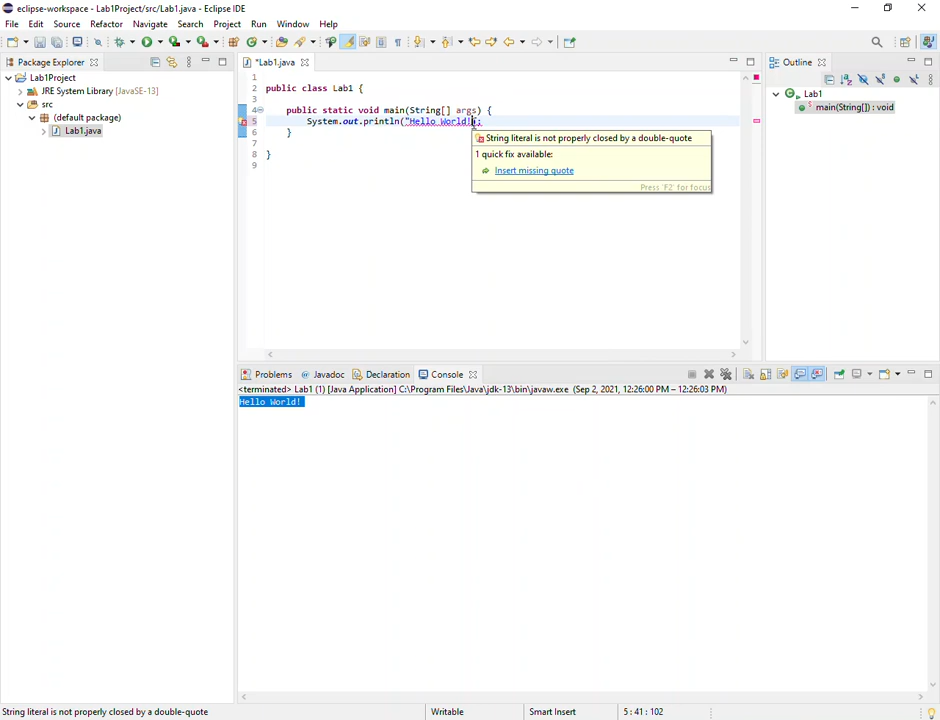 eclipse-workspace - Lab1Project/src/Lab1.java - Eclipse IDE
File Edit Source Refactor Navigate Search Project Run Window Help
Package Explorer
Lab1Project
JRE System Library [JavaSE-13]
src
(default package)
Lab1.java
*Lab1.java
1
2 public class Lab1 {
3
4 public static void main(String[] args) {
5 System.out.println("Hello World!);
6 }
7
8 }
9
String literal is not properly closed by a double-quote
1 quick fix available:
Insert missing quote
Press 'F2' for focus
Outline
Lab1
main(String[]) : void
Problems Javadoc Declaration Console
<terminated> Lab1 (1) [Java Application] C:\Program Files\Java\jdk-13\bin\javaw.exe (Sep 2, 2021, 12:26:00 PM – 12:26:03 PM)
Hello World!
String literal is not properly closed by a double-quote Writable Smart Insert 5 : 41 : 102